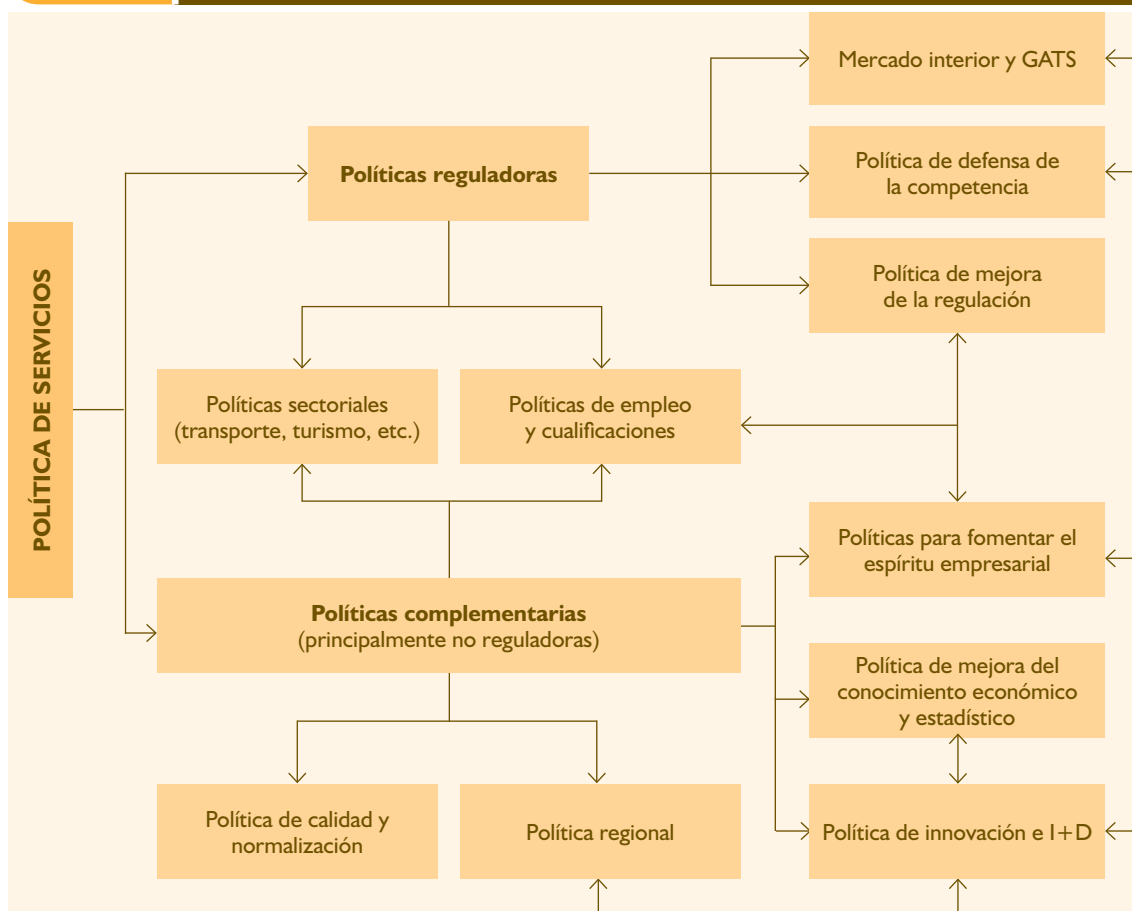 POLÍTICA DE SERVICIOS
Mercado interior y GATS
Políticas reguladoras
Política de defensa de
la competencia
Política de mejora
de la regulación
Políticas sectoriales
(transporte, turismo, etc.)
Políticas de empleo
y cualificaciones
Políticas para fomentar el
espíritu empresarial
Políticas complementarias
(principalmente no reguladoras)
Política de mejora del
conocimiento económico
y estadístico
Política de calidad y
normalización
Política regional
Política de innovación e I+D